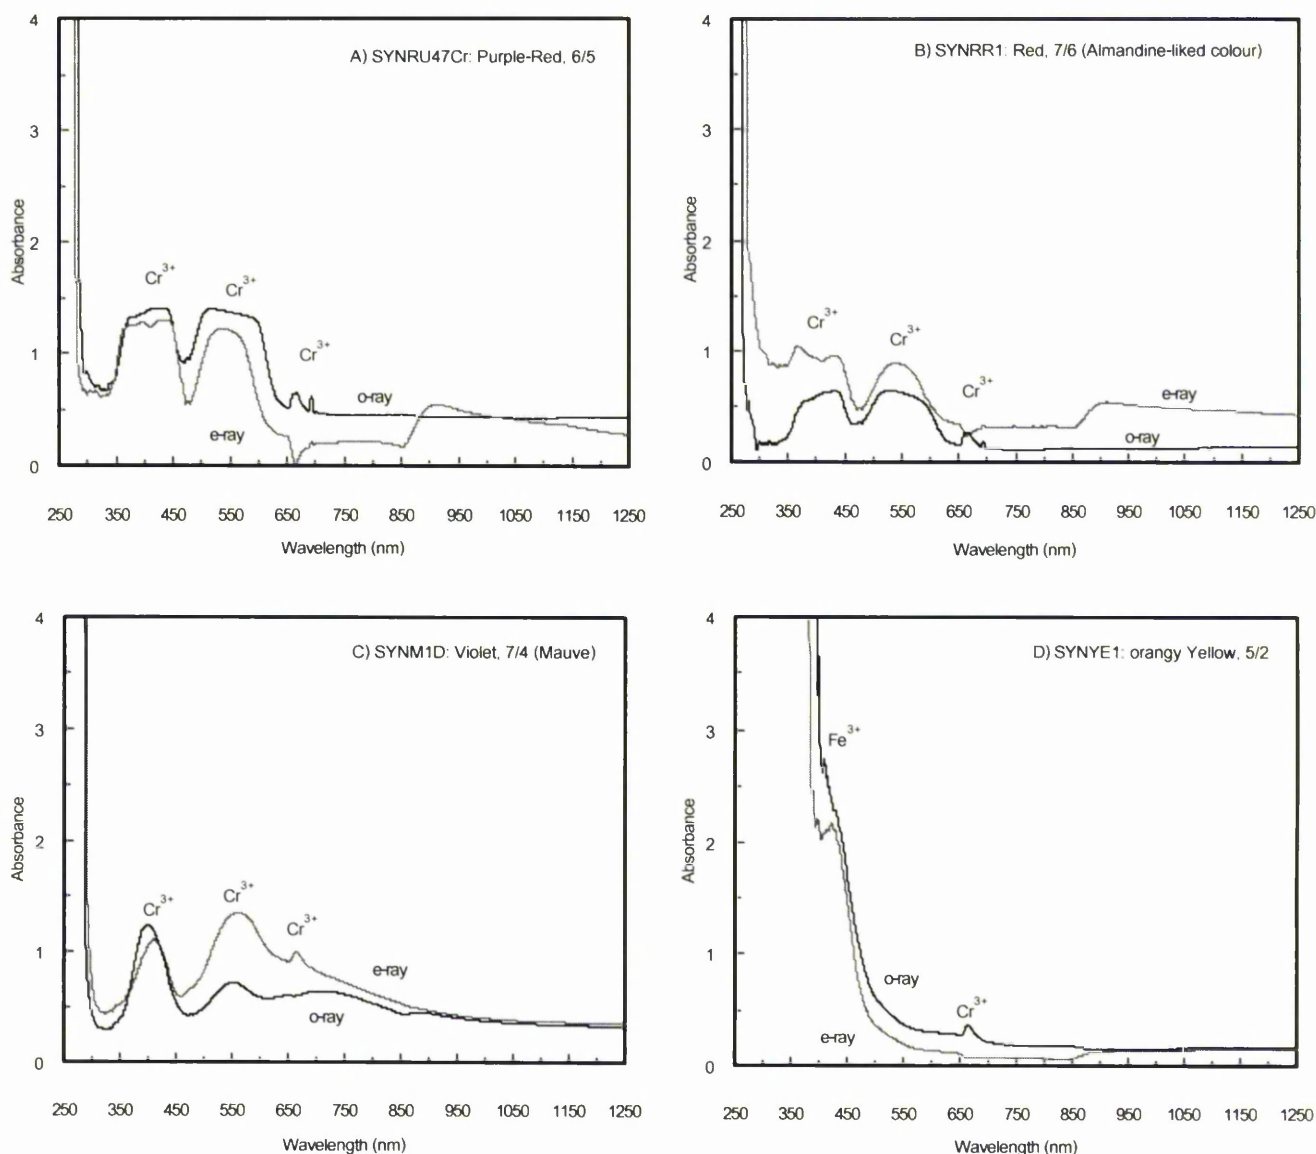 4
A) SYNRU47Cr: Purple-Red, 6/5
3
Absorbance
2
Cr³⁺
Cr³⁺
1
Cr³⁺
o-ray
e-ray
0
250 350 450 550 650 750 850 950 1050 1150 1250
Wavelength (nm)
4
B) SYNRR1: Red, 7/6 (Almandine-liked colour)
3
Absorbance
2
Cr³⁺
Cr³⁺
1
Cr³⁺
e-ray
o-ray
0
250 350 450 550 650 750 850 950 1050 1150 1250
Wavelength (nm)
4
C) SYNM1D: Violet, 7/4 (Mauve)
3
Absorbance
2
Cr³⁺
Cr³⁺
Cr³⁺
1
e-ray
o-ray
0
250 350 450 550 650 750 850 950 1050 1150 1250
Wavelength (nm)
4
D) SYNYE1: orangy Yellow, 5/2
3
Fe³⁺
Absorbance
2
1
o-ray
Cr³⁺
e-ray
0
250 350 450 550 650 750 850 950 1050 1150 1250
Wavelength (nm)